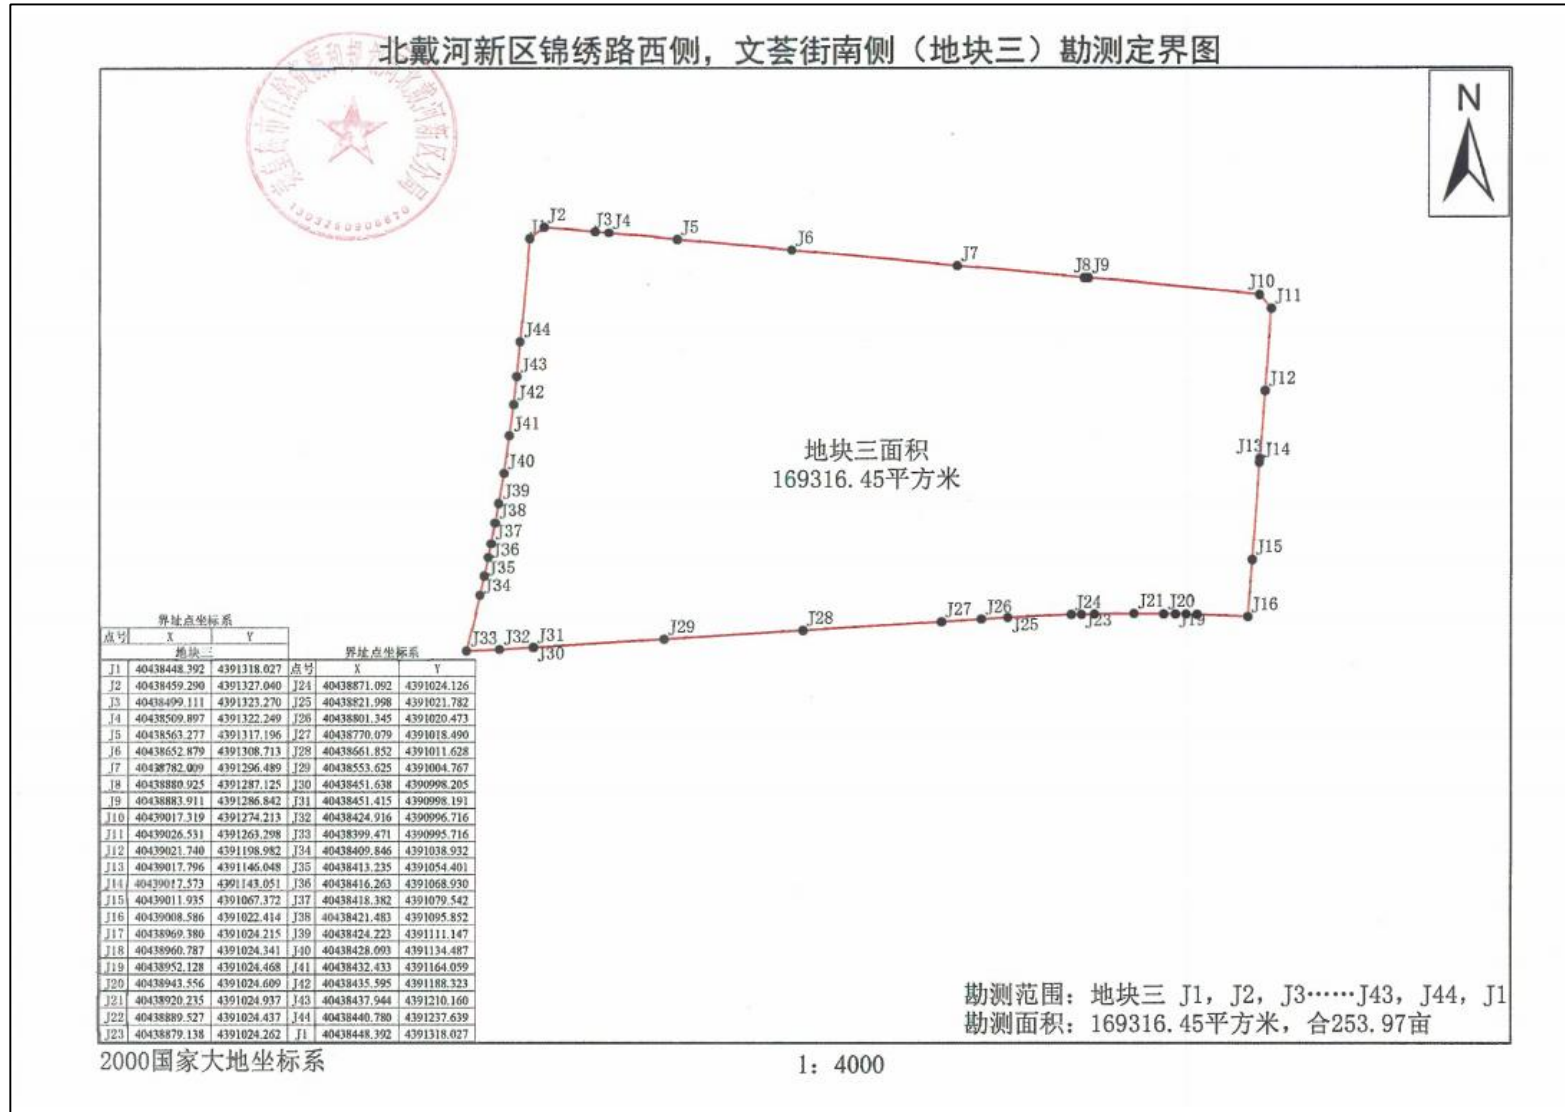 北戴河新区锦绣路西侧，文荟街南侧（地块三）勘测定界图
N
J1
J2
J3
J4
J5
J6
J7
J8
J9
J10
J11
J12
J13
J14
J15
J16
J44
J43
J42
J41
J40
J39
J38
J37
J36
J35
J34
J33
J32
J31
J30
J29
J28
J27
J26
J25
J24
J23
J21
J20
J19
地块三面积
169316.45平方米
界址点坐标系
点号 X Y
地块三 界址点坐标系
J1 40438448.392 4391318.027 点号 X Y
J2 40438459.290 4391327.040 J24 40438871.092 4391024.126
J3 40438499.111 4391323.270 J25 40438821.998 4391021.782
J4 40438509.897 4391322.249 J26 40438801.345 4391020.473
J5 40438563.277 4391317.196 J27 40438770.079 4391018.490
J6 40438652.879 4391308.713 J28 40438661.852 4391011.628
J7 40438782.009 4391296.489 J29 40438553.625 4391004.767
J8 40438880.925 4391287.125 J30 40438451.638 4390998.205
J9 40438883.911 4391286.842 J31 40438451.415 4390998.191
J10 40439017.319 4391274.213 J32 40438424.916 4390996.716
J11 40439026.531 4391263.298 J33 40438399.471 4390995.716
J12 40439021.740 4391198.982 J34 40438409.846 4391038.932
J13 40439017.796 4391146.048 J35 40438413.235 4391054.401
J14 40439017.573 4391143.051 J36 40438416.263 4391068.930
J15 40439011.935 4391067.372 J37 40438418.382 4391079.542
J16 40439008.586 4391022.414 J38 40438421.483 4391095.852
J17 40438969.380 4391024.215 J39 40438424.223 4391111.147
J18 40438960.787 4391024.341 J40 40438428.093 4391134.487
J19 40438952.128 4391024.468 J41 40438432.433 4391164.059
J20 40438943.556 4391024.609 J42 40438435.595 4391188.323
J21 40438920.235 4391024.937 J43 40438437.944 4391210.160
J22 40438889.527 4391024.437 J44 40438440.780 4391237.639
J23 40438879.138 4391024.262 J1 40438448.392 4391318.027
勘测范围：地块三 J1，J2，J3……J43，J44，J1
勘测面积：169316.45平方米，合253.97亩
2000国家大地坐标系
1：4000